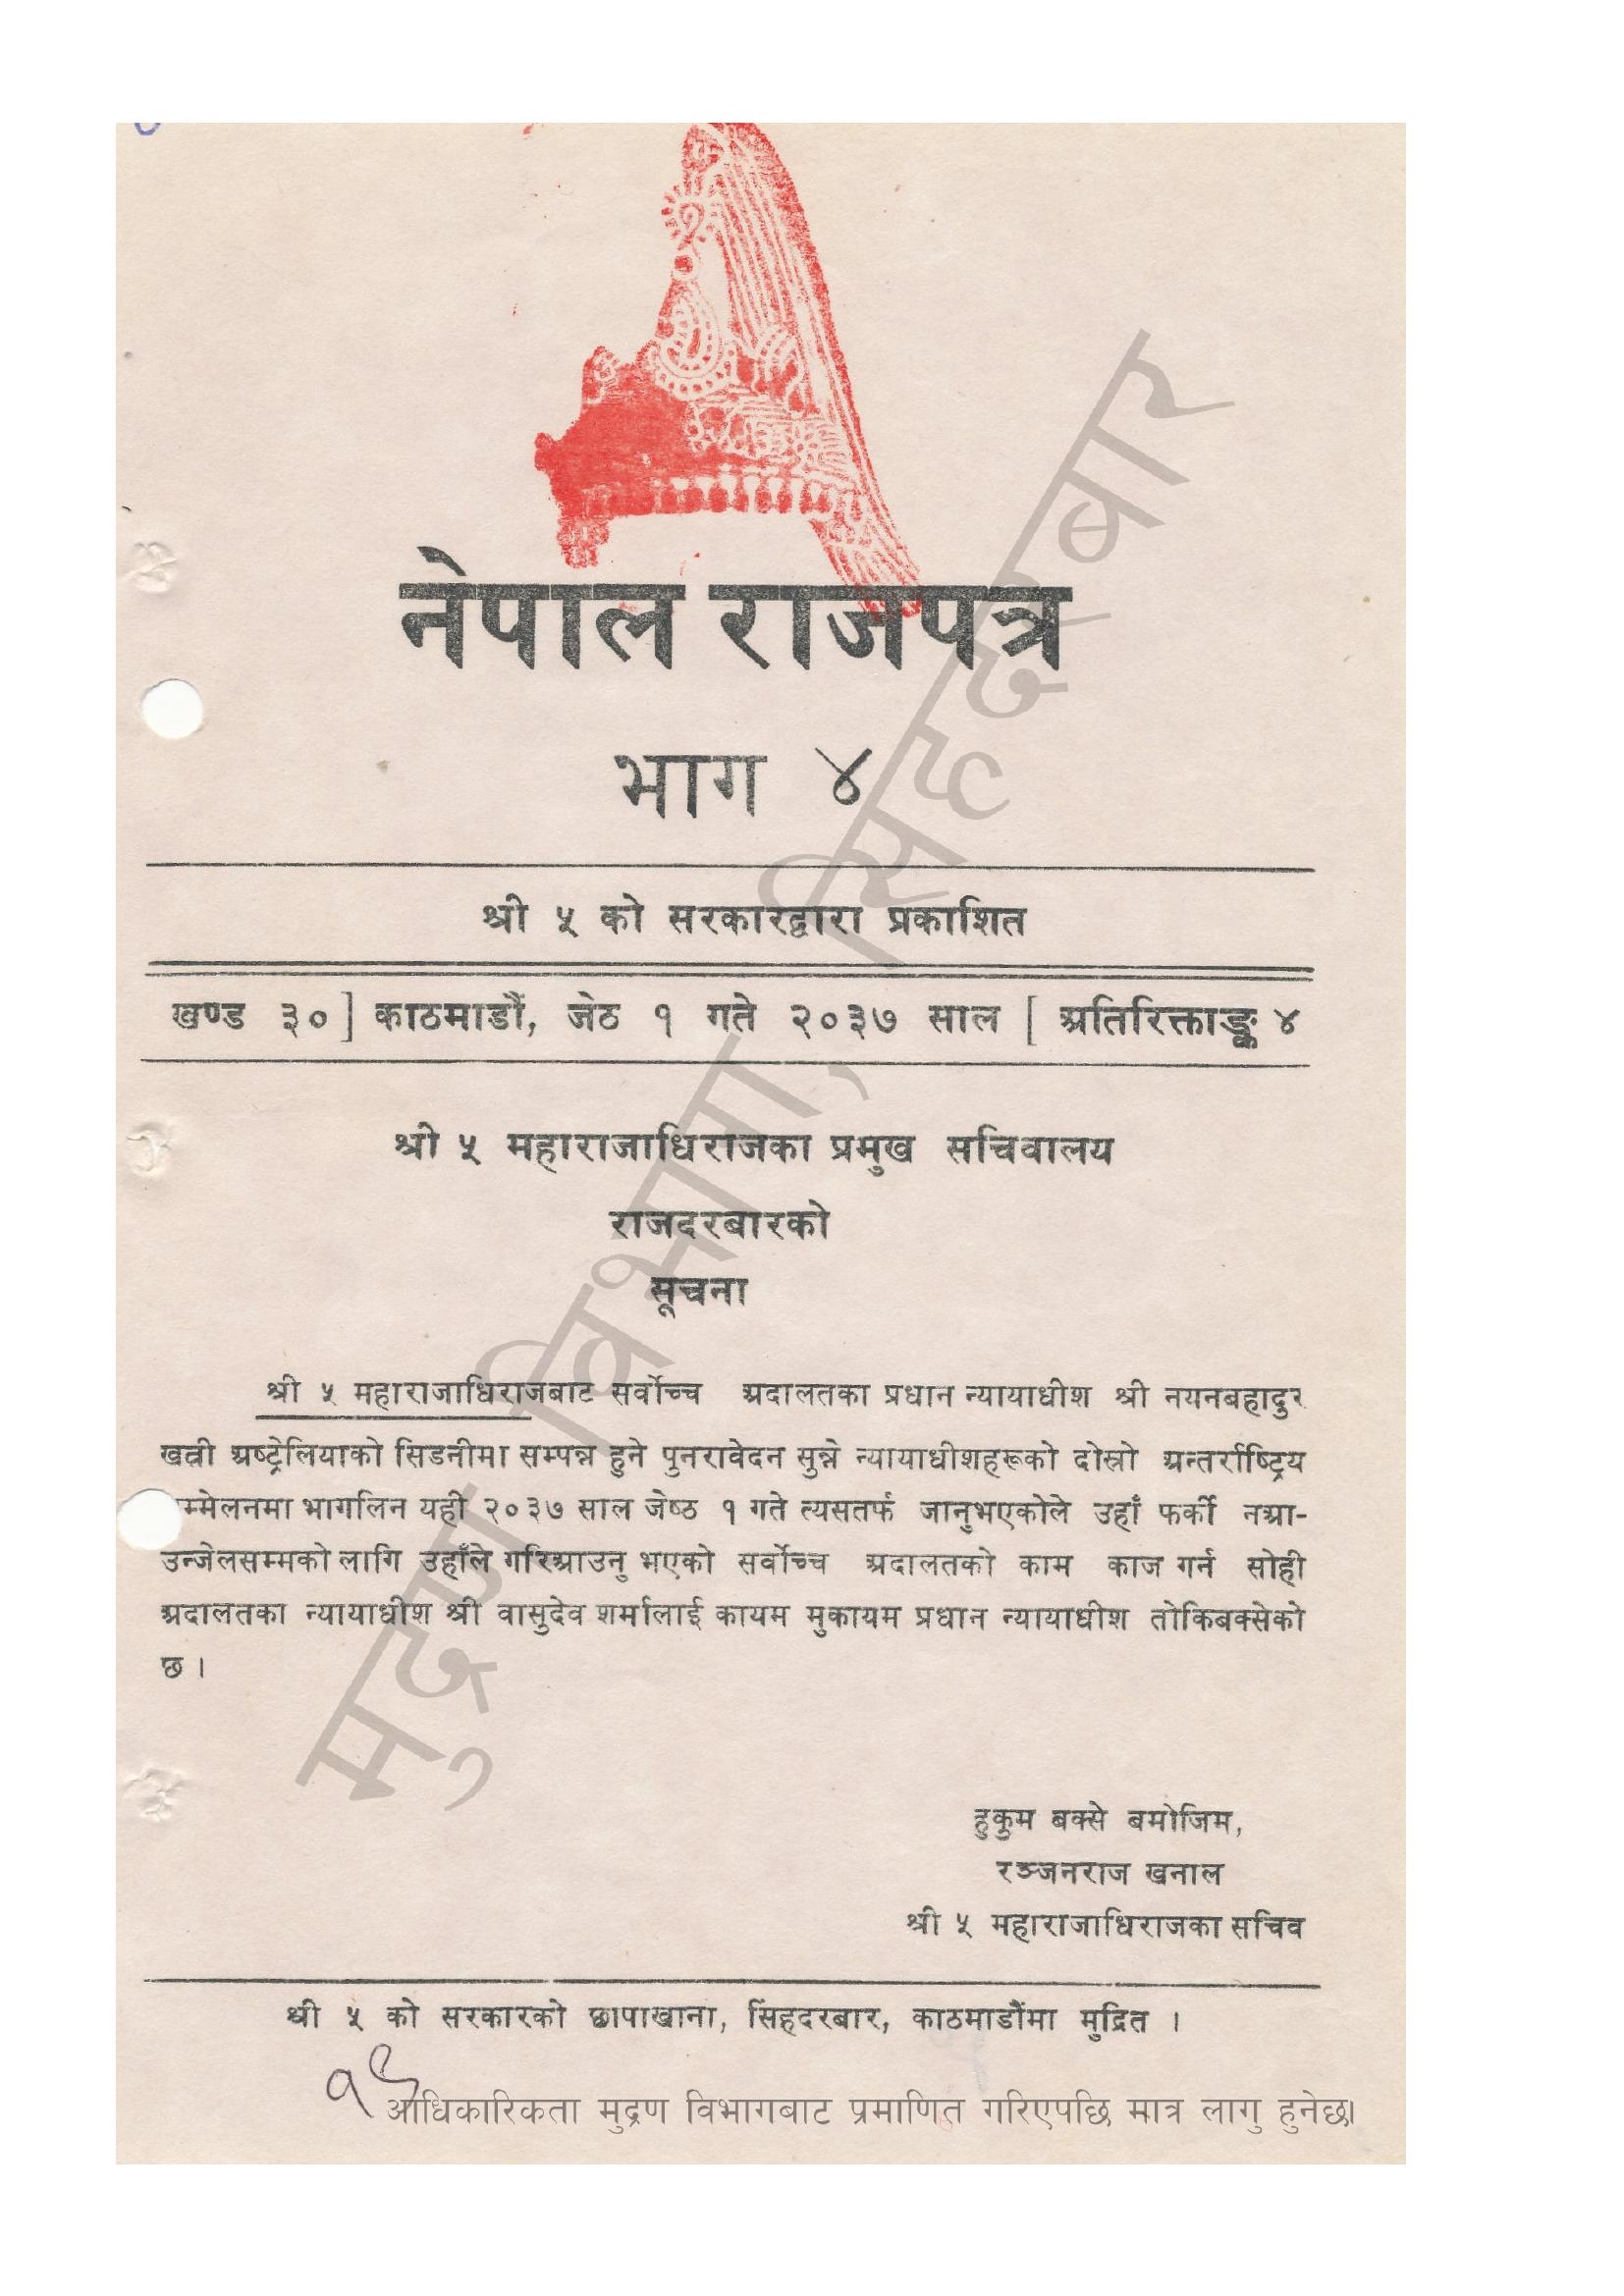 नेपाल राजपत्र
भाग ४
श्री ५ को सरकारद्वारा प्रकाशित
खण्ड ३०] काठमाडौं, जेठ १ गते २०३७ साल [ अतिरिक्ताङ्क ४
श्री ५ महाराजाधिराजका प्रमुख सचिवालय
राजदरबारको
सूचना
श्री ५ महाराजाधिराजबाट सर्वोच्च अदालतका प्रधान न्यायाधीश श्री नयनबहादुर
खत्री अष्ट्रेलियाको सिडनीमा सम्पन्न हुने पुनरावेदन सुन्ने न्यायाधीशहरूको दोस्रो अन्तर्राष्ट्रिय
म्मेलनमा भागलिन यही २०३७ साल जेष्ठ १ गते त्यसतर्फ जानुभएकोले उहाँ फर्की नआ-
उन्जेलसम्मको लागि उहाँले गरिआउनु भएको सर्वोच्च अदालतको काम काज गर्न सोही
अदालतका न्यायाधीश श्री वासुदेव शर्मालाई कायम मुकायम प्रधान न्यायाधीश तोकिबक्सेको
छ ।
हुकुम बक्से बमोजिम,
रञ्जनराज खनाल
श्री ५ महाराजाधिराजका सचिव
श्री ५ को सरकारको छापाखाना, सिंहदरबार, काठमाडौंमा मुद्रित ।
आधिकारिकता मुद्रण विभागबाट प्रमाणित गरिएपछि मात्र लागु हुनेछ।
मुद्रण विभाग, सिंहदरबार